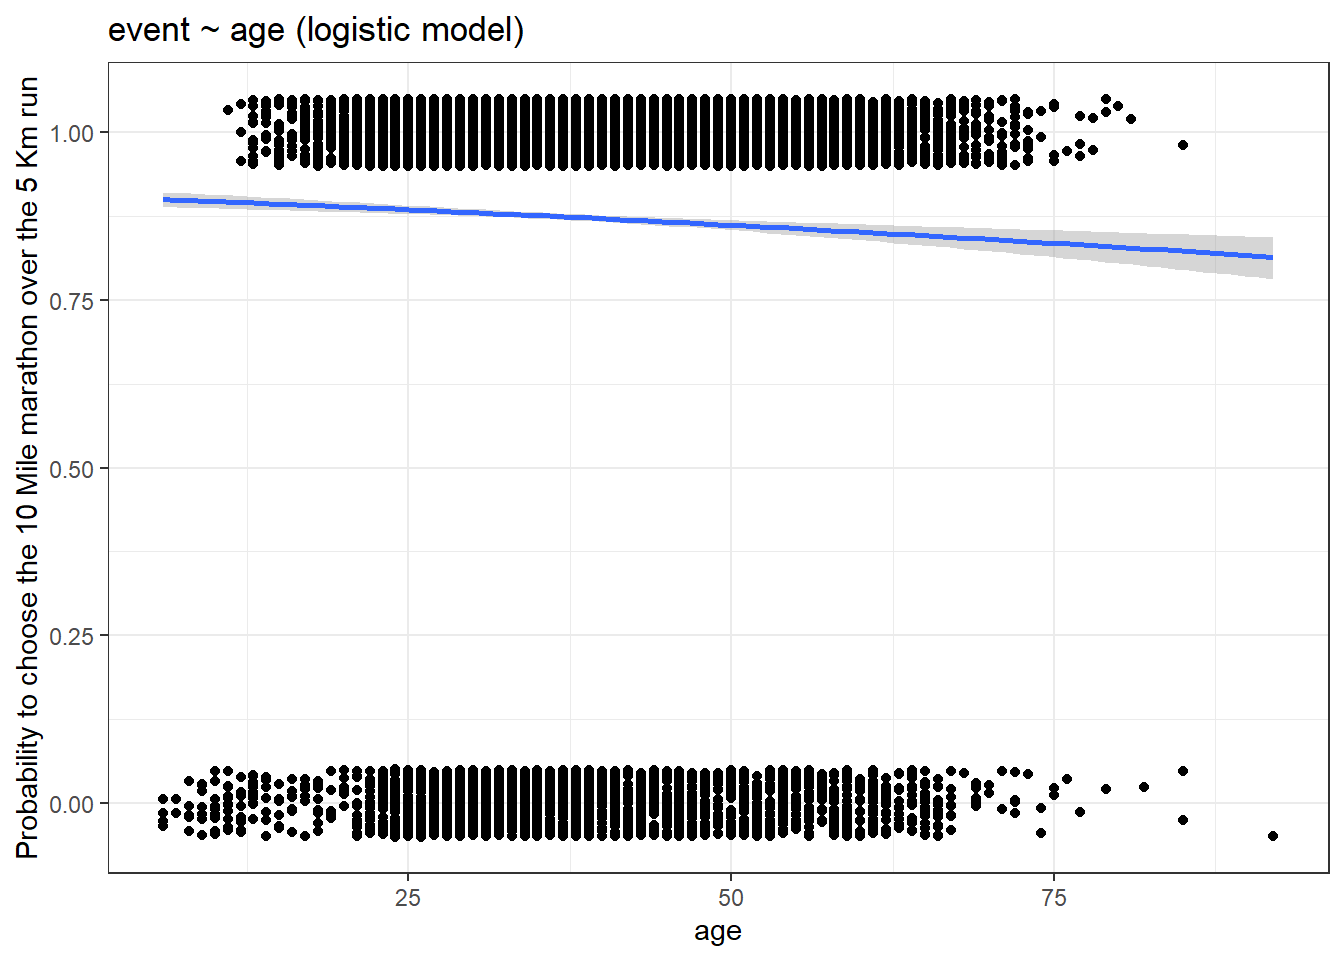 event ~ age (logistic model)
Probability to choose the 10 Mile marathon over the 5 Km run
1.00
0.75
0.50
0.25
0.00
25
50
75
age